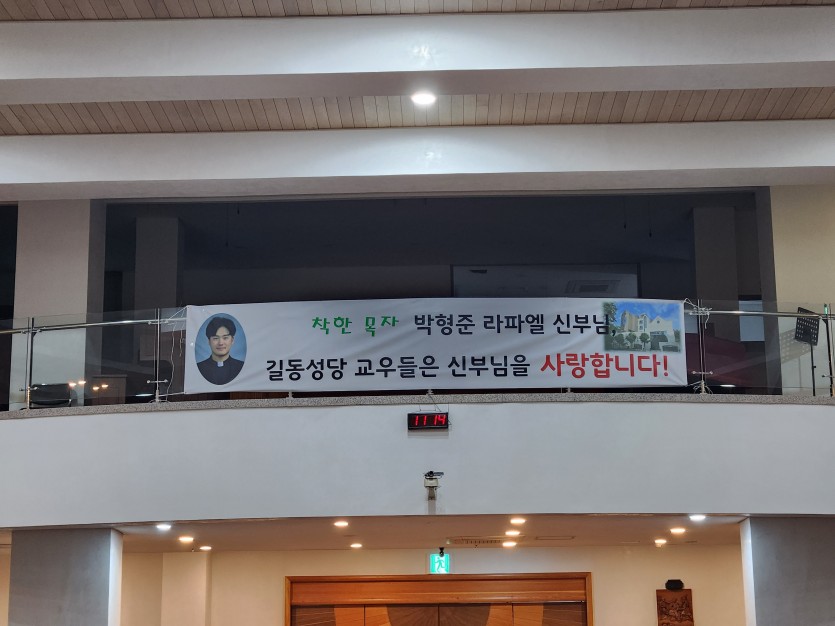 착한 목자 박형준 라파엘 신부님,
길동성당 교우들은 신부님을 사랑합니다!
11:19